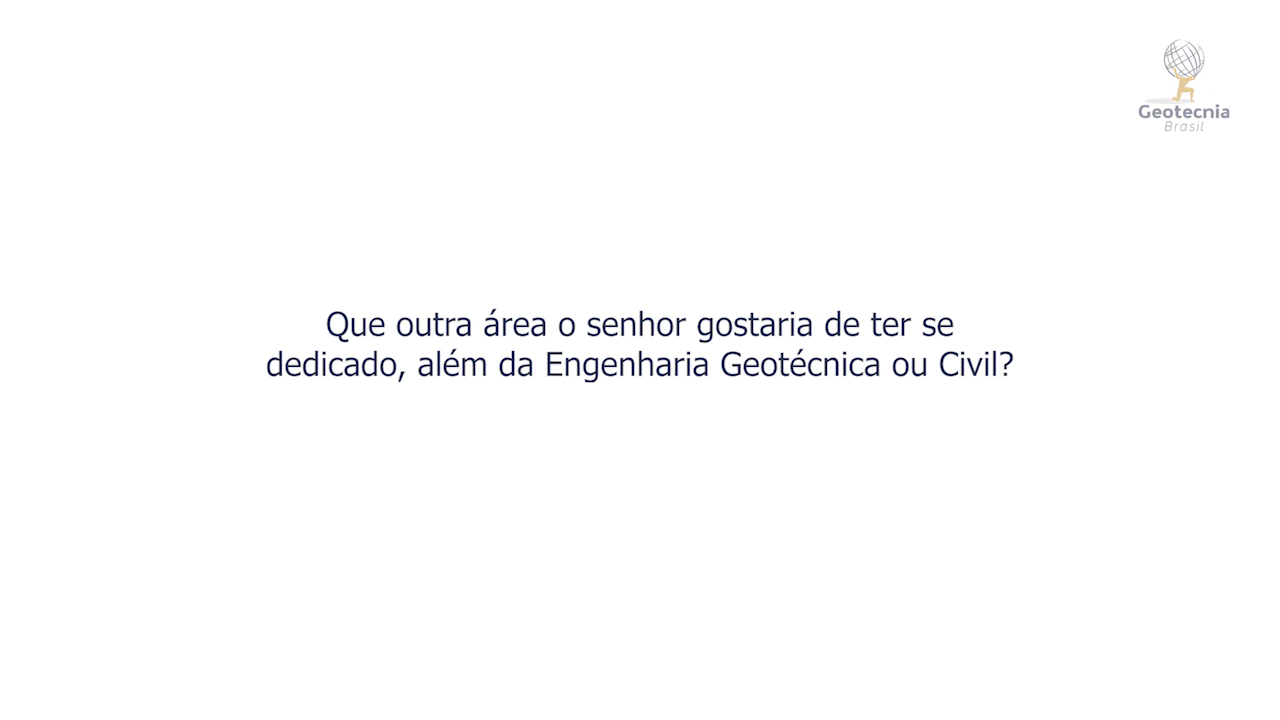 Geotecnia
Brasil
Que outra área o senhor gostaria de ter se
dedicado, além da Engenharia Geotécnica ou Civil?